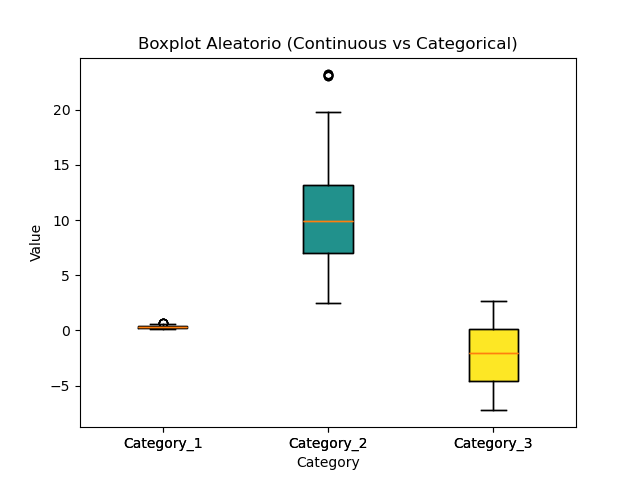 Boxplot Aleatorio (Continuous vs Categorical)
20
15
10
5
0
−5
Value
Category_1 Category_2 Category_3
Category